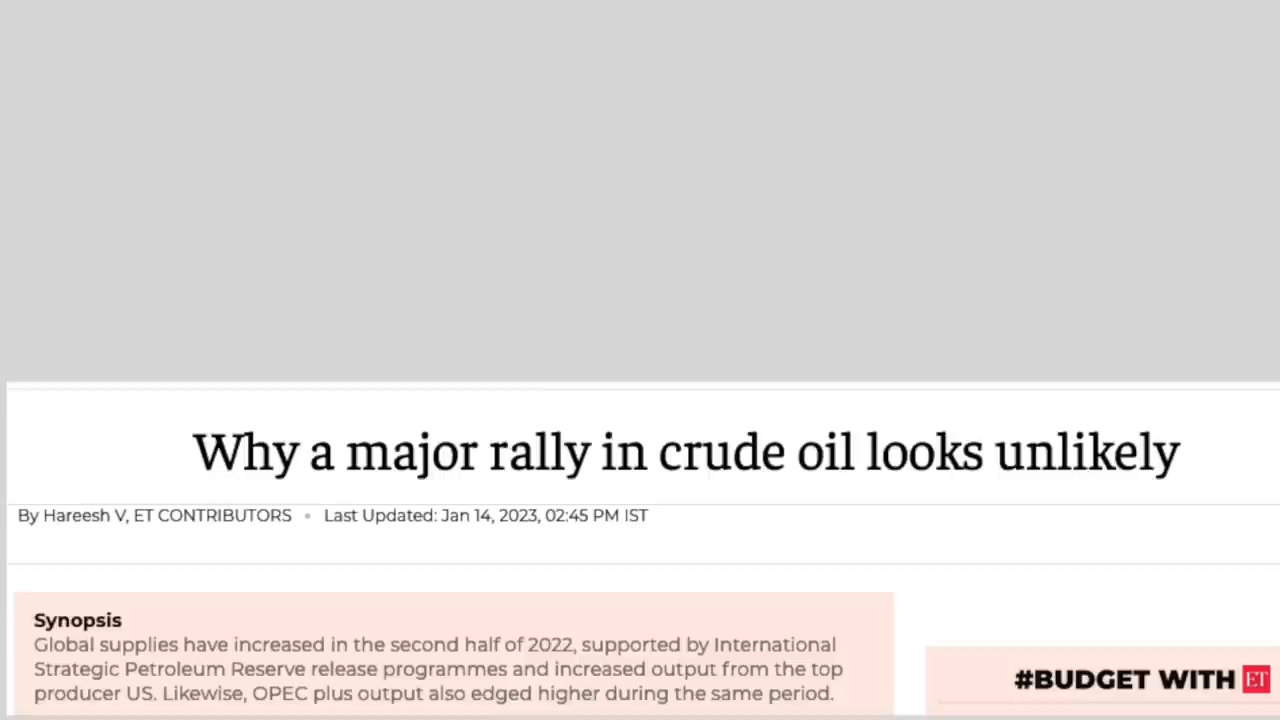 Why a major rally in crude oil looks unlikely
By Hareesh V, ET CONTRIBUTORS • Last Updated: Jan 14, 2023, 02:45 PM IST
Synopsis
Global supplies have increased in the second half of 2022, supported by International
Strategic Petroleum Reserve release programmes and increased output from the top
producer US. Likewise, OPEC plus output also edged higher during the same period.
#BUDGET WITH ET